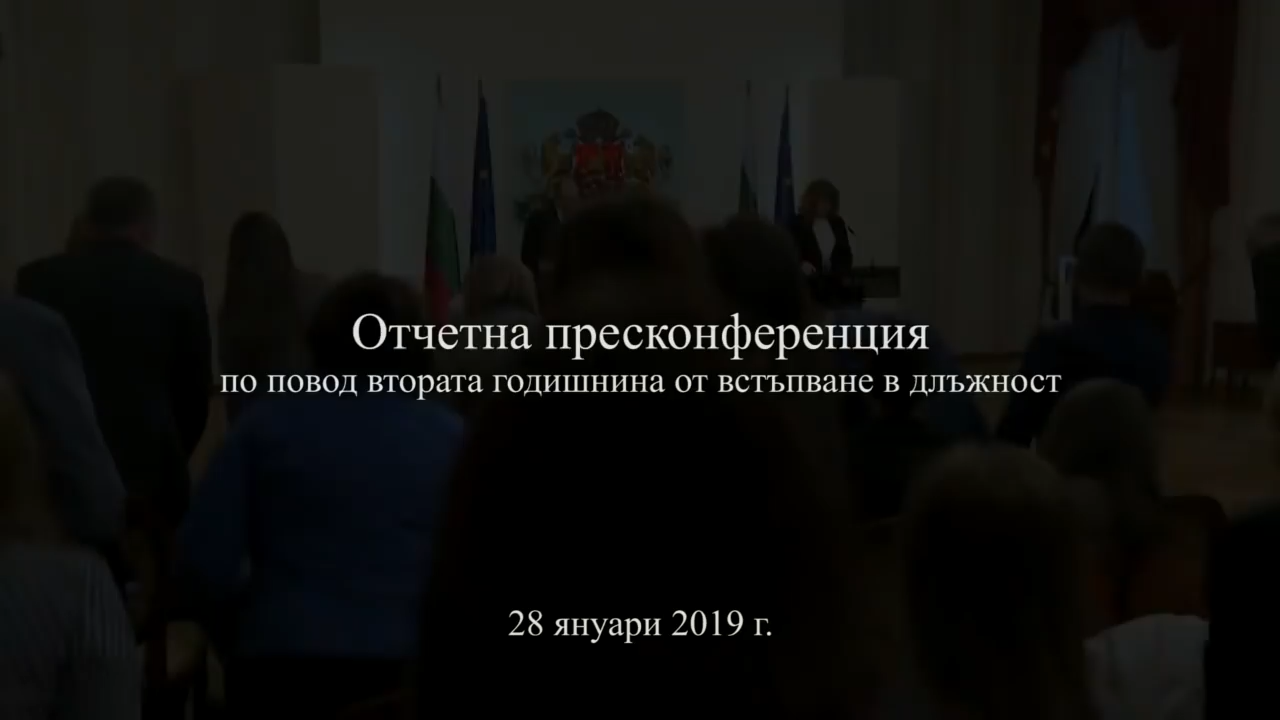 Отчетна пресконференция
по повод втората годишнина от встъпване в длъжност
28 януари 2019 г.